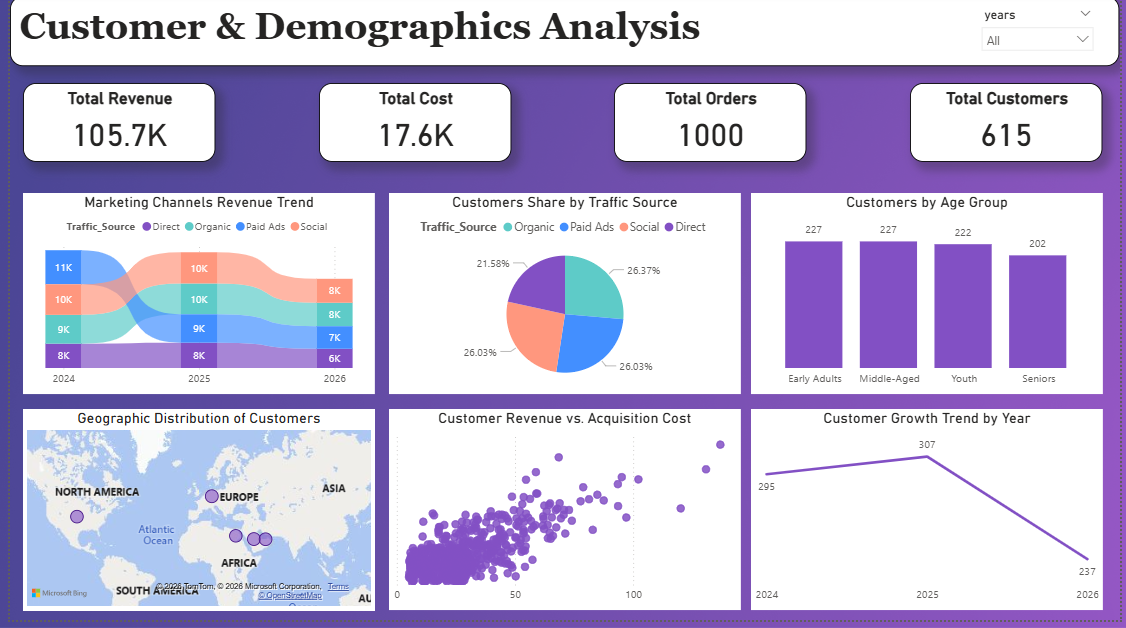 Customer & Demographics Analysis
years
All
Total Revenue
105.7K
Total Cost
17.6K
Total Orders
1000
Total Customers
615
Marketing Channels Revenue Trend
Traffic_Source Direct Organic Paid Ads Social
11K
10K
9K
8K
10K
10K
9K
8K
8K
8K
7K
6K
2024 2025 2026
Customers Share by Traffic Source
Traffic_Source Organic Paid Ads Social Direct
21.58%
26.37%
26.03%
26.03%
Customers by Age Group
227 227 222 202
Early Adults Middle-Aged Youth Seniors
Geographic Distribution of Customers
NORTH AMERICA
EUROPE
ASIA
Atlantic
Ocean
AFRICA
SOUTH AMERICA
AU
Microsoft Bing
© 2026 TomTom, © 2026 Microsoft Corporation, Terms
© OpenStreetMap
Customer Revenue vs. Acquisition Cost
0 50 100
Customer Growth Trend by Year
295
307
237
2024 2025 2026